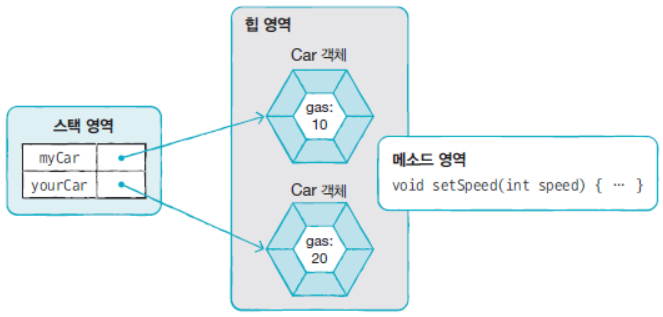 힙 영역
Car 객체
gas:
10
스택 영역
myCar
yourCar
메소드 영역
void setSpeed(int speed) { … }
Car 객체
gas:
20